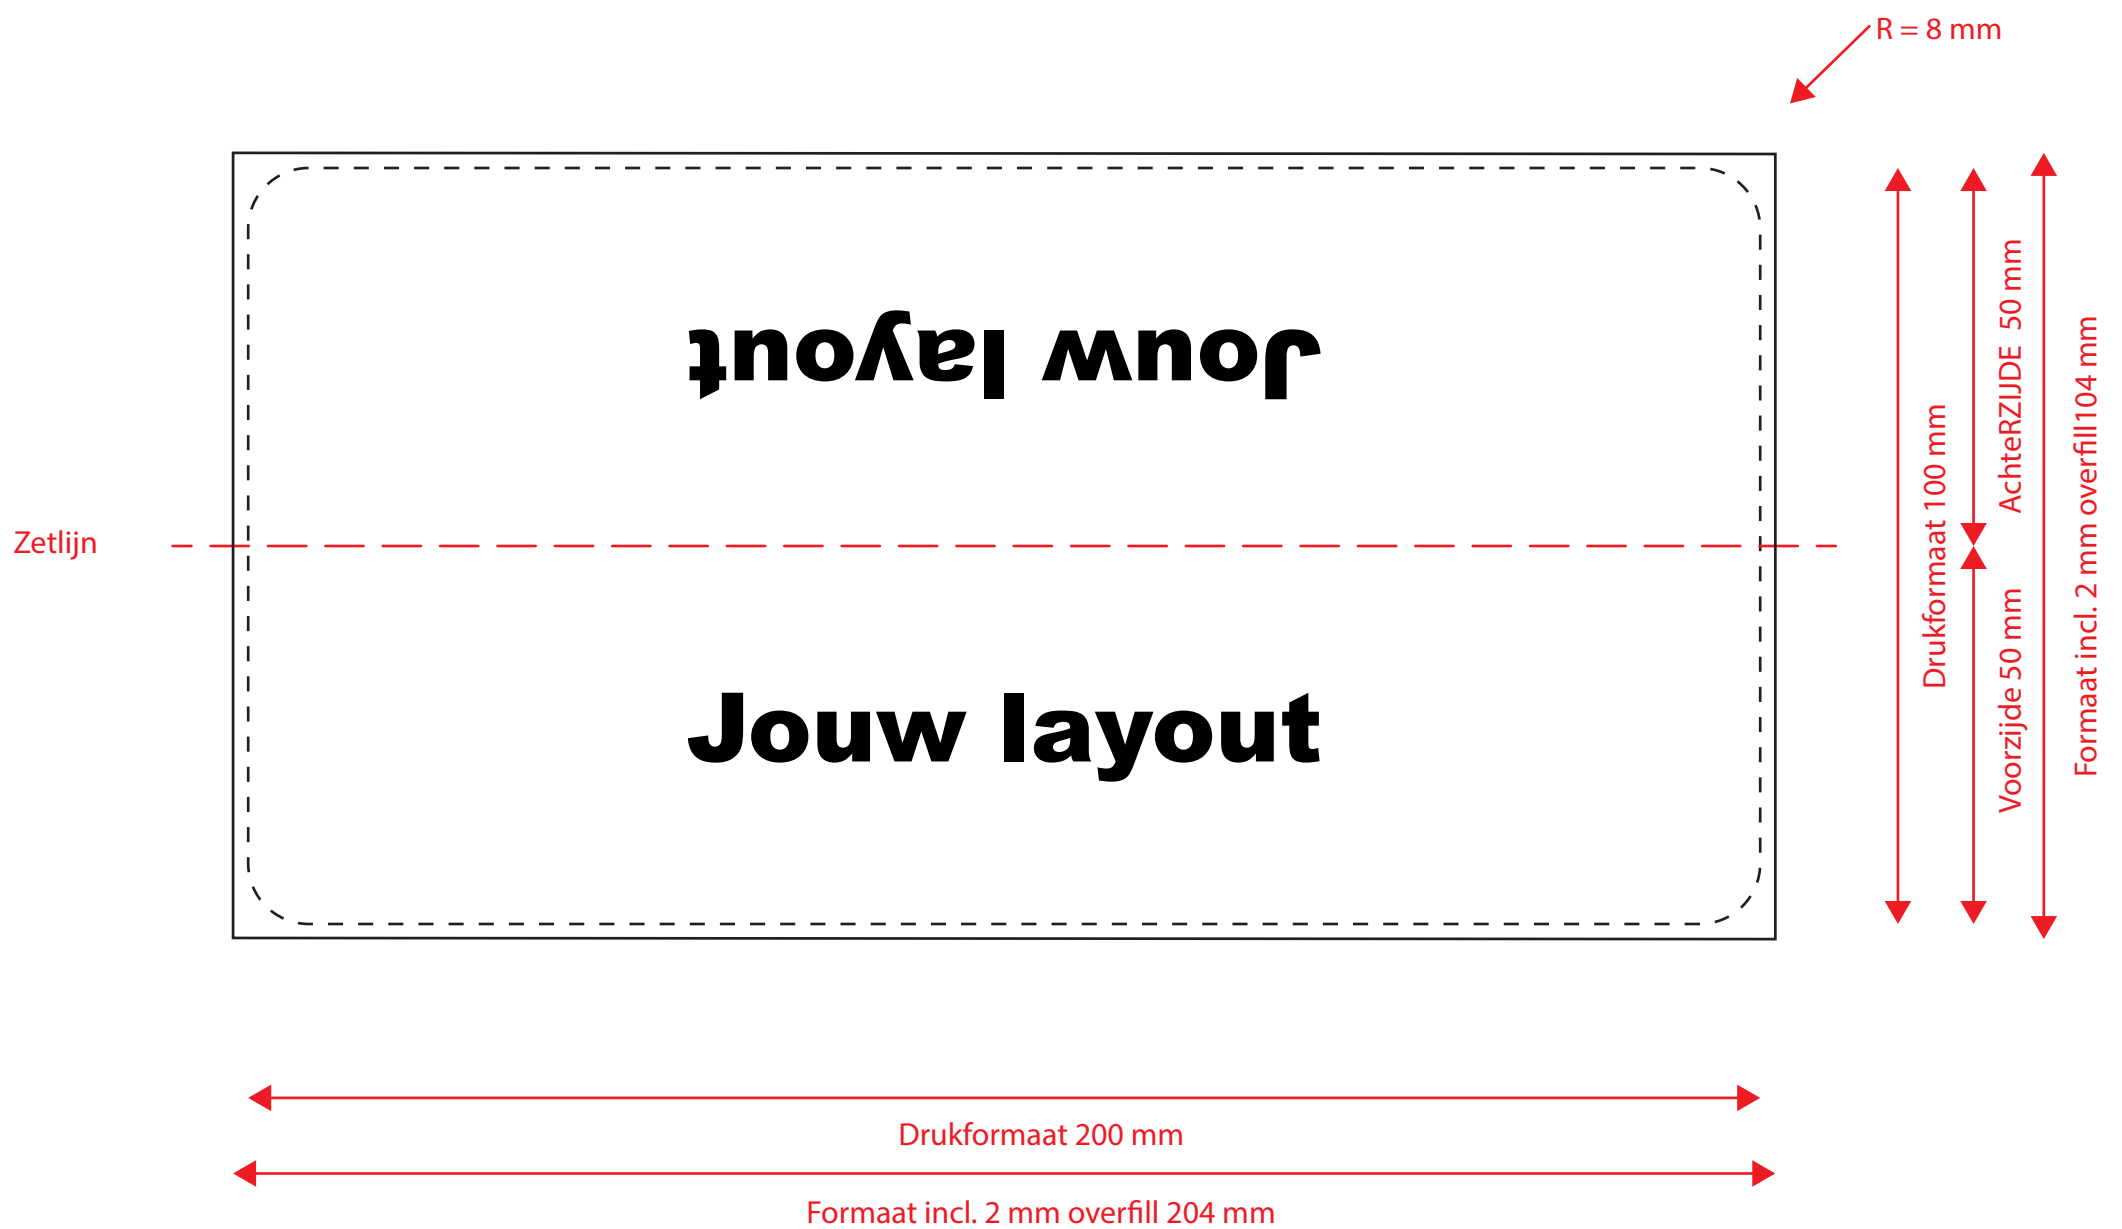 R = 8 mm
Jouw layout
Zetlijn
Jouw layout
Drukformaat 100 mm
AchteRZIJDE 50 mm
Voorzijde 50 mm
Formaat incl. 2 mm overfill104 mm
Drukformaat 200 mm
Formaat incl. 2 mm overfill 204 mm